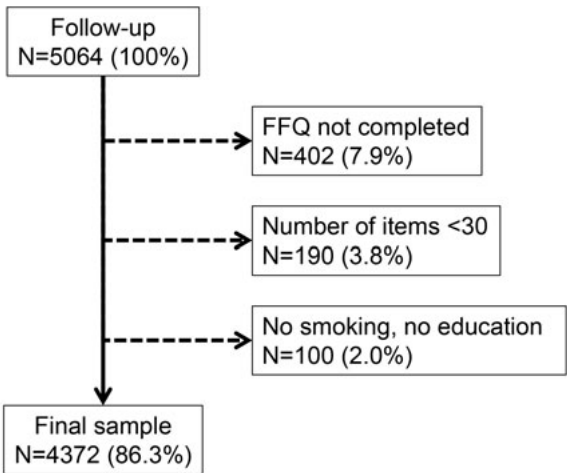 Follow-up
N=5064 (100%)
FFQ not completed
N=402 (7.9%)
Number of items <30
N=190 (3.8%)
No smoking, no education
N=100 (2.0%)
Final sample
N=4372 (86.3%)